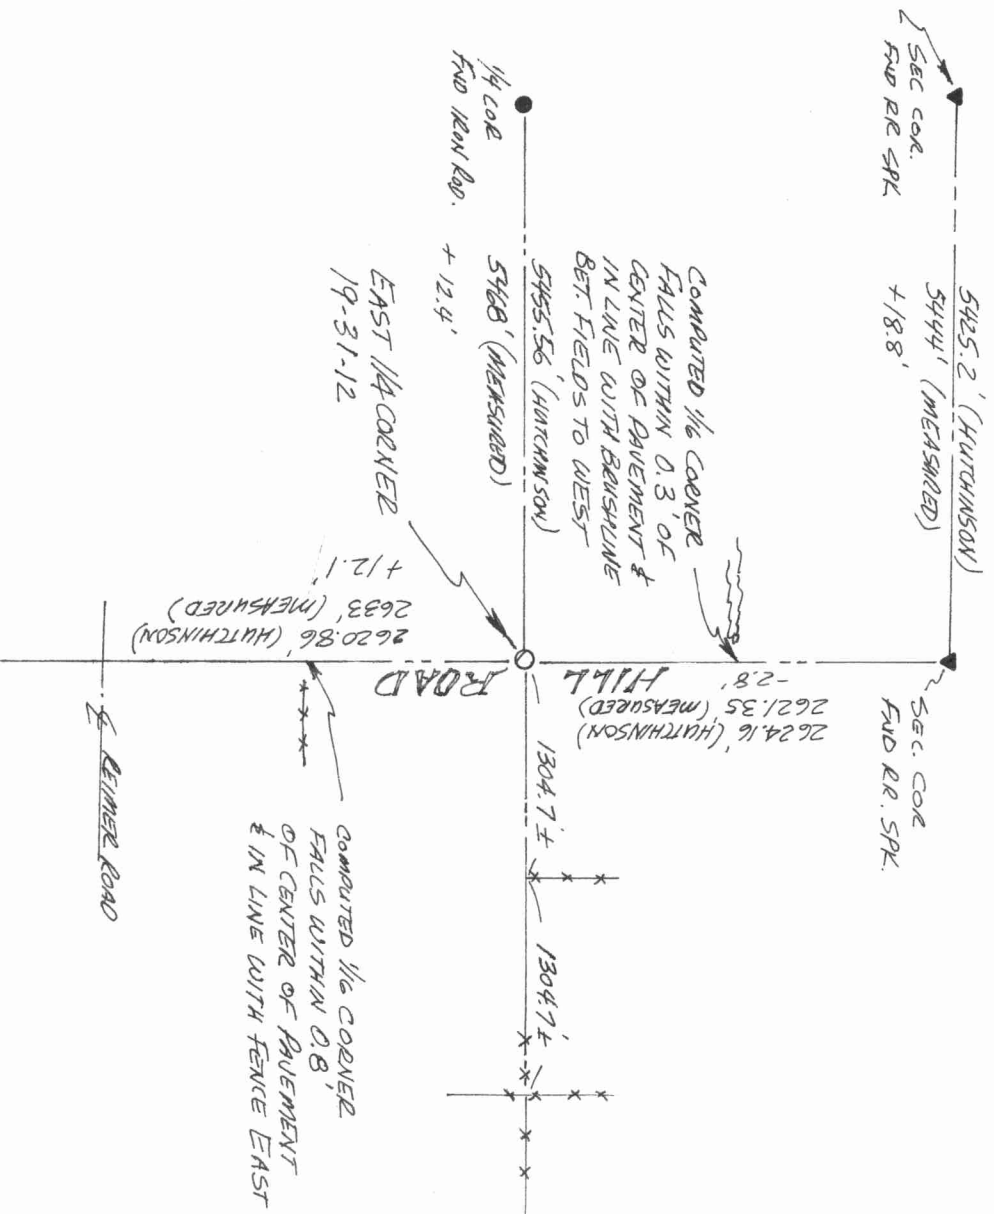 SEC COR.
FND RR SPK
5425.2' (HUTCHINSON)
5444' (MEASURED)
+18.8'
SEC. COR
FND RR. SPK.
2624.16' (HUTCHINSON)
2621.35' (MEASURED)
-2.8'
HILL ROAD
COMPUTED 1/16 CORNER
FALLS WITHIN 0.3' OF
CENTER OF PAVEMENT &
IN LINE WITH BRUSHLINE
BET. FIELDS TO WEST
1/4 COR
FND IRON ROD.
5455.56' (HUTCHINSON)
5468' (MEASURED)
+12.4'
EAST 1/4 CORNER
19-31-12
1304.7'±
1304.7'±
2620.86' (HUTCHINSON)
2633' (MEASURED)
+12.1'
COMPUTED 1/16 CORNER
FALLS WITHIN 0.8'
OF CENTER OF PAVEMENT
& IN LINE WITH FENCE EAST
℄ REIMER ROAD